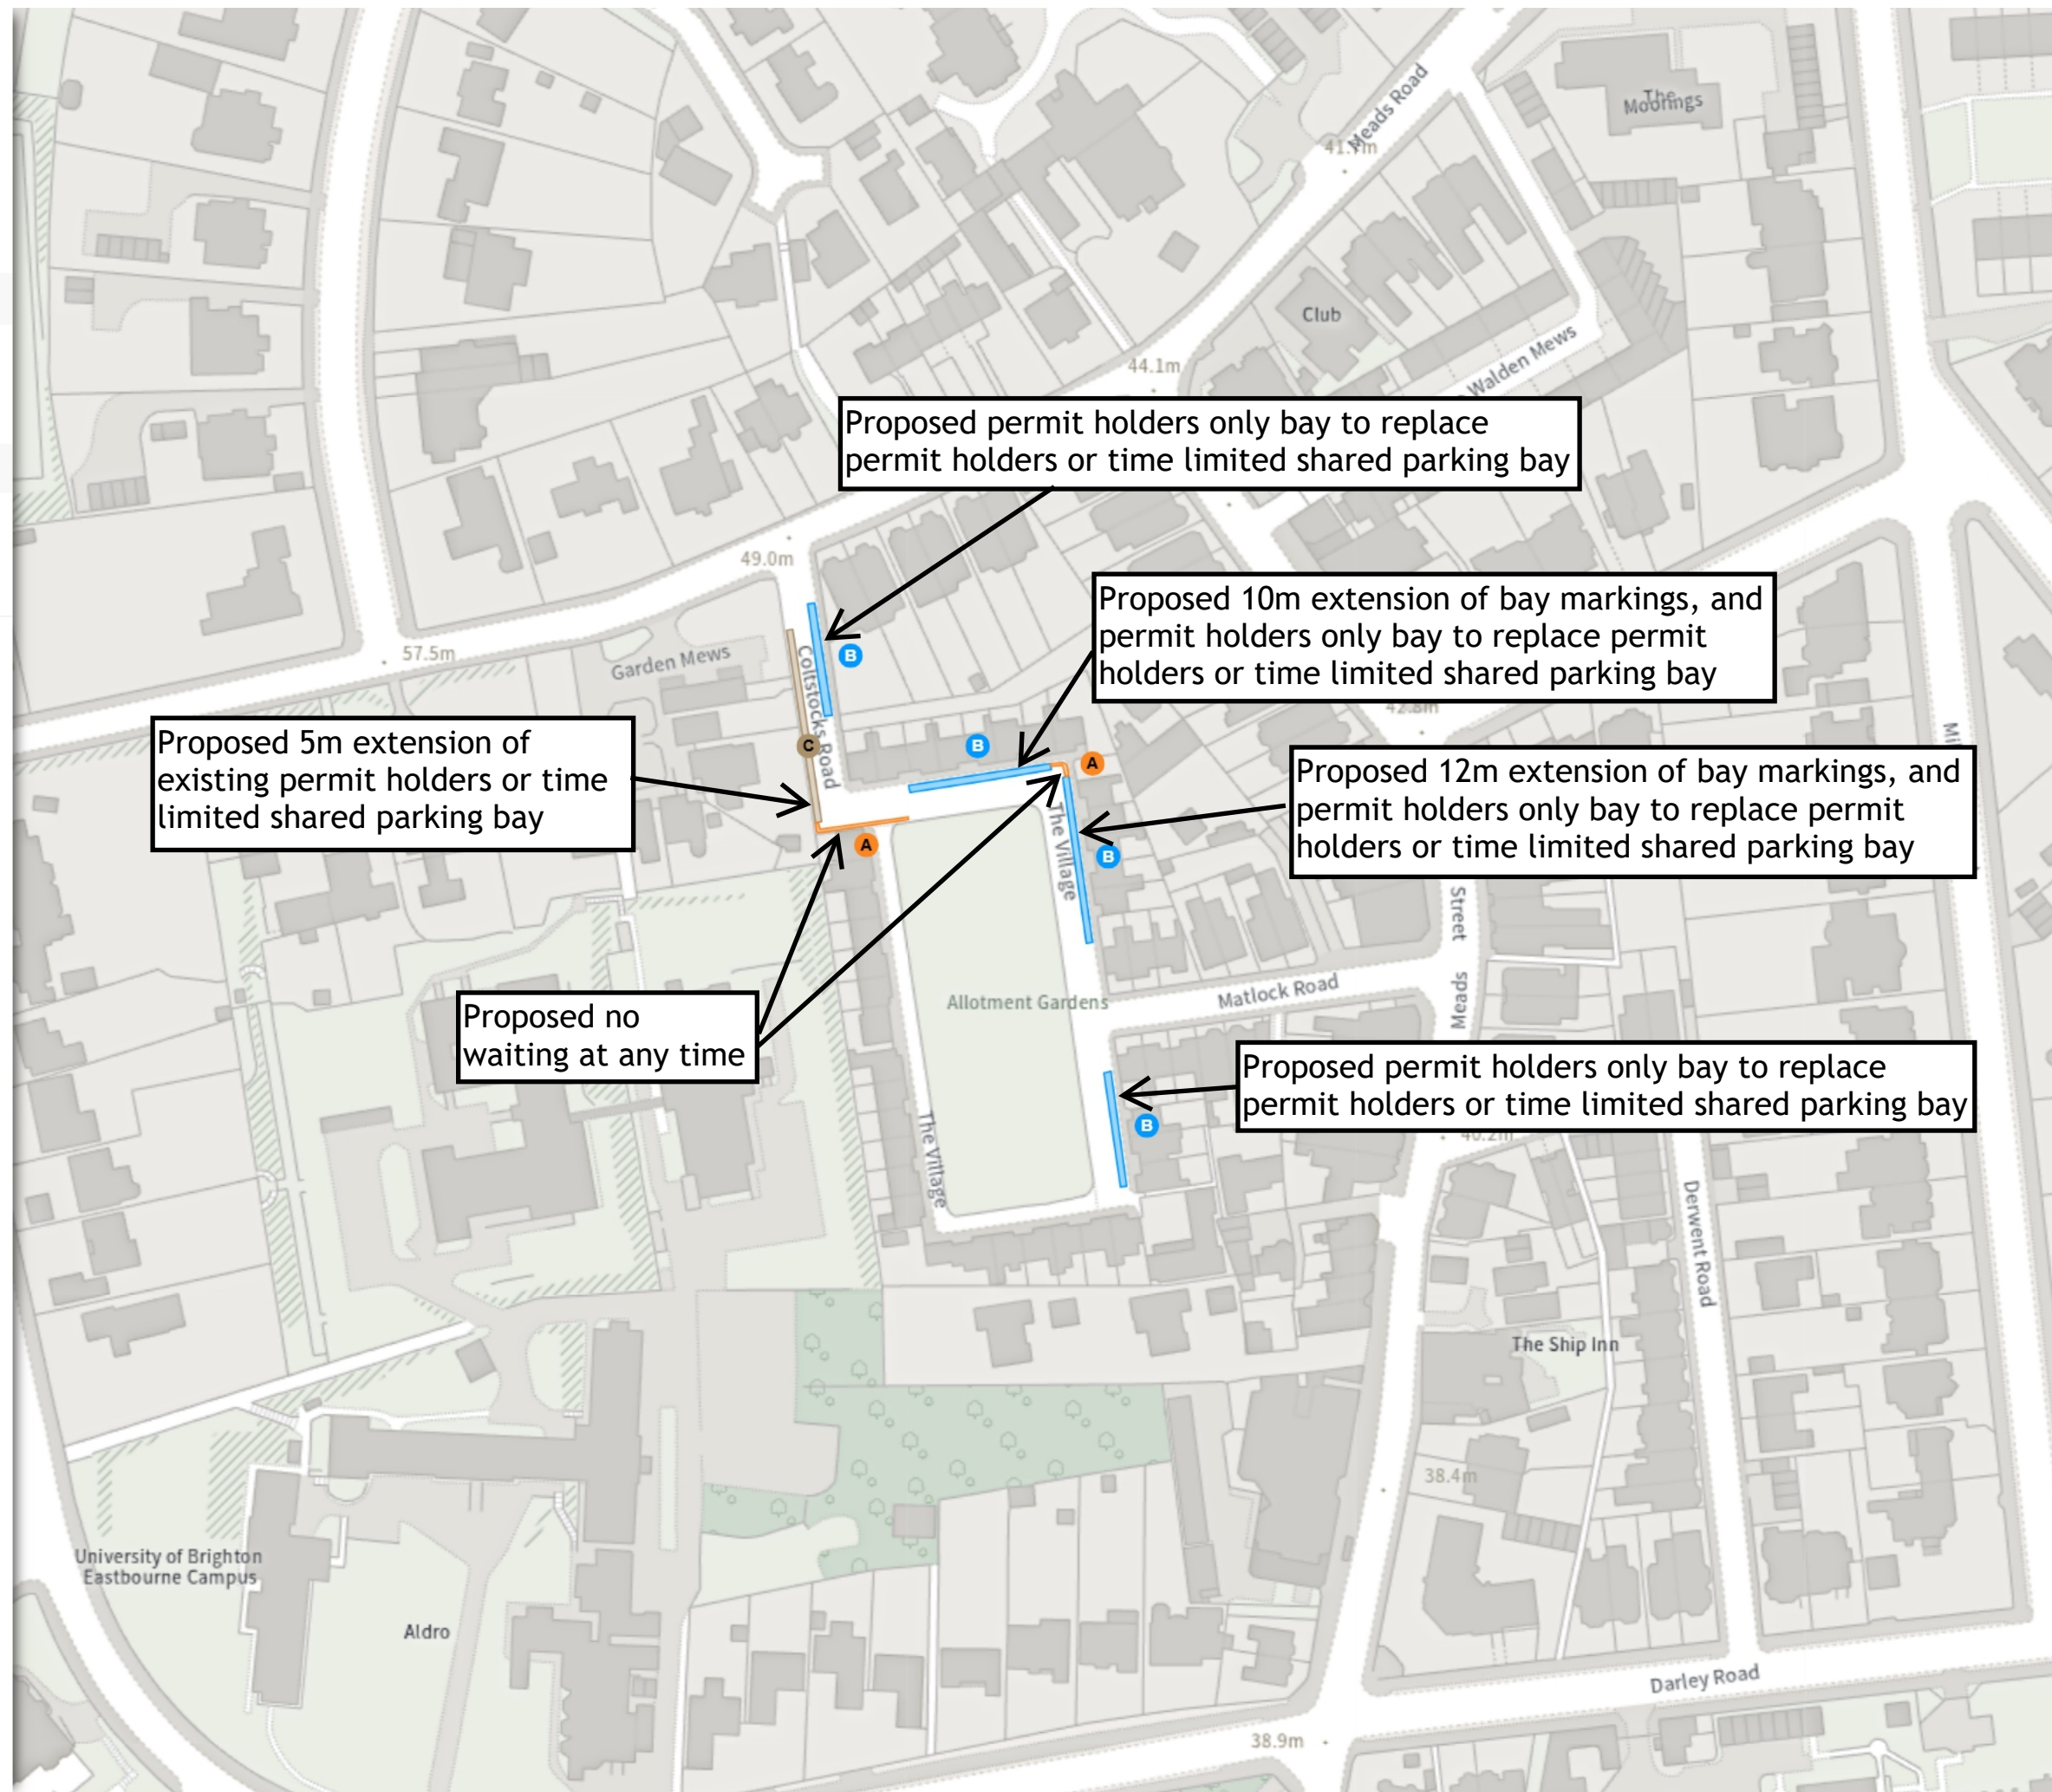 Meads Road
41.7m
The
Moorings
Club
44.1m
Walden Mews
Proposed permit holders only bay to replace
permit holders or time limited shared parking bay
49.0m
Proposed 10m extension of bay markings, and
permit holders only bay to replace permit
holders or time limited shared parking bay
57.5m
Garden Mews
B
Coltstocks Road
42.8m
Proposed 5m extension of
existing permit holders or time
limited shared parking bay
C
B
A
Proposed 12m extension of bay markings, and
permit holders only bay to replace permit
holders or time limited shared parking bay
A
The Village
B
Street
Meads
Allotment Gardens
Matlock Road
Proposed no
waiting at any time
Proposed permit holders only bay to replace
permit holders or time limited shared parking bay
B
40.2m
The Village
Derwent Road
The Ship Inn
38.4m
University of Brighton
Eastbourne Campus
Aldro
Darley Road
38.9m